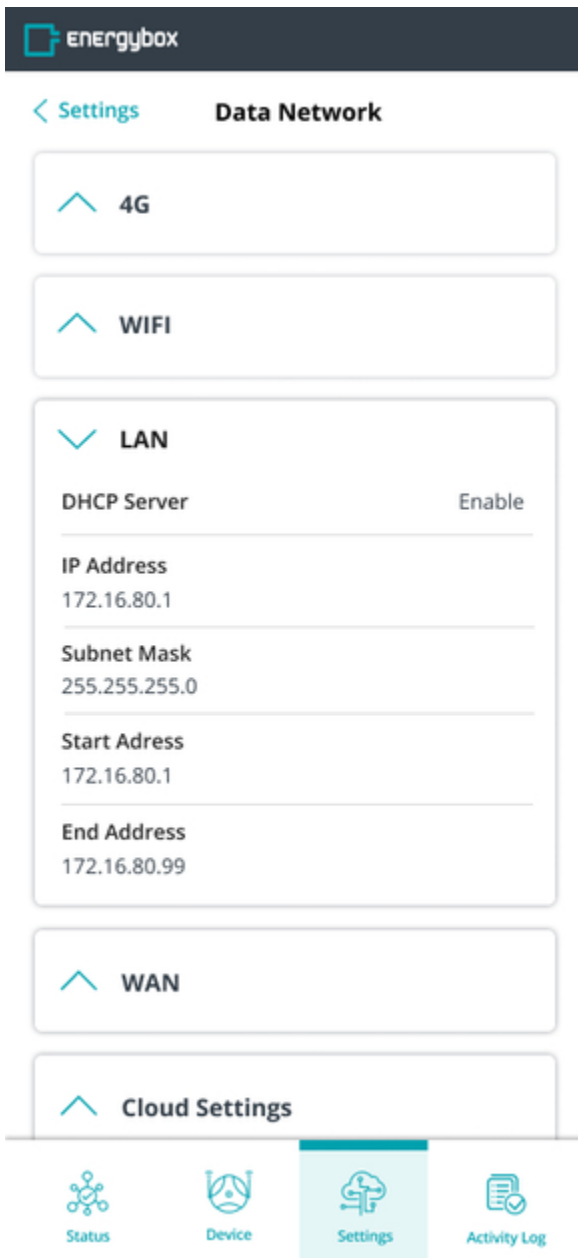 energybox
Settings
Data Network
4G
WIFI
LAN
DHCP Server Enable
IP Address
172.16.80.1
Subnet Mask
255.255.255.0
Start Adress
172.16.80.1
End Address
172.16.80.99
WAN
Cloud Settings
Status Device Settings Activity Log